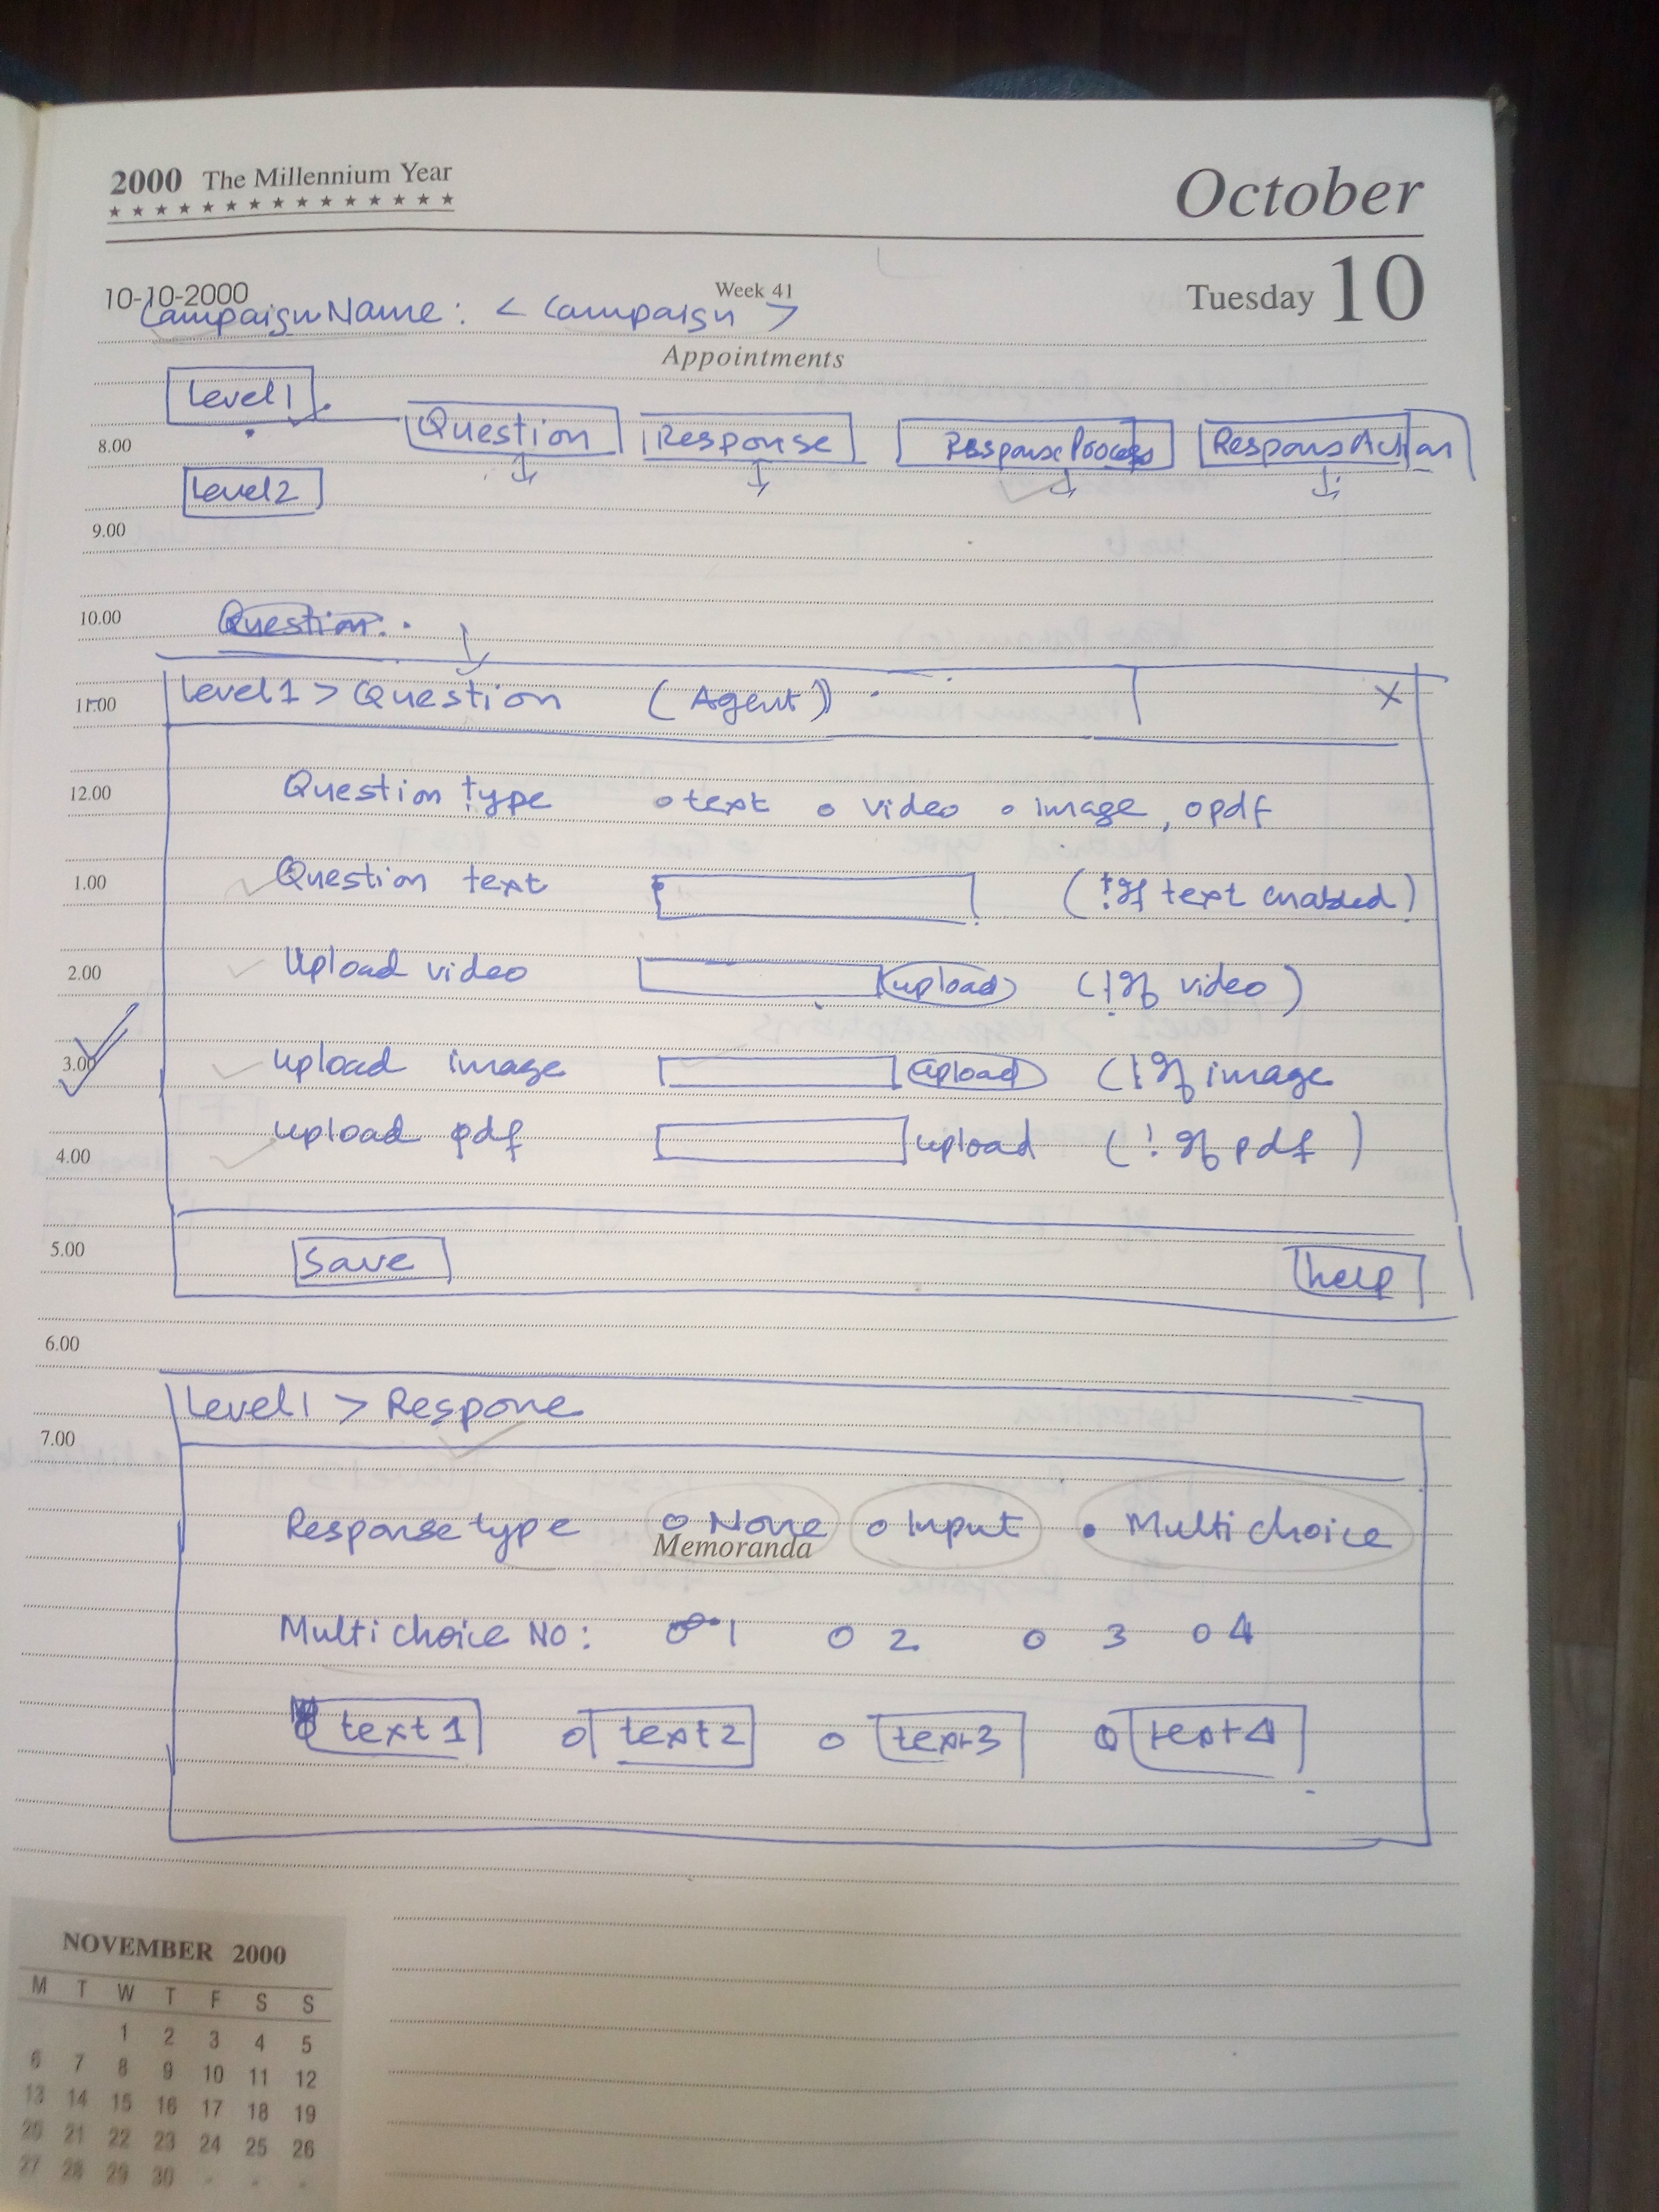 2000 The Millennium Year
October
10-10-2000
Week 41
Tuesday 10
Campaign Name: < Campaign >
Appointments
Level1
8.00 Question Response Response Process Respons Action
Level2
9.00
10.00 Question:
11.00 Level1 > Question (Agent) X
12.00 Question type o text o video o image, o pdf
1.00 Question text (!If text enabled)
2.00 Upload video upload (!If video)
3.00 upload image upload (!If image
4.00 upload pdf upload (!If pdf)
5.00 Save help
6.00
Level1 > Respone
7.00
Response type o None o Input • Multi choice
Memoranda
Multi choice No: o 1 o 2 o 3 o 4
text1 o text2 o text3 o text4
NOVEMBER 2000
M T W T F S S
1 2 3 4 5
6 7 8 9 10 11 12
13 14 15 16 17 18 19
20 21 22 23 24 25 26
27 28 29 30